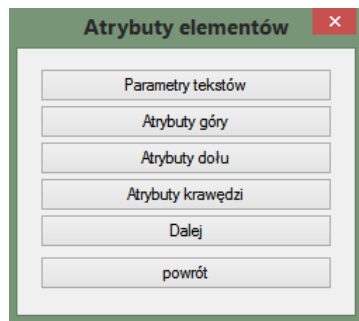 Atrybuty elementów
Parametry tekstów
Atrybuty góry
Atrybuty dołu
Atrybuty krawędzi
Dalej
powrót